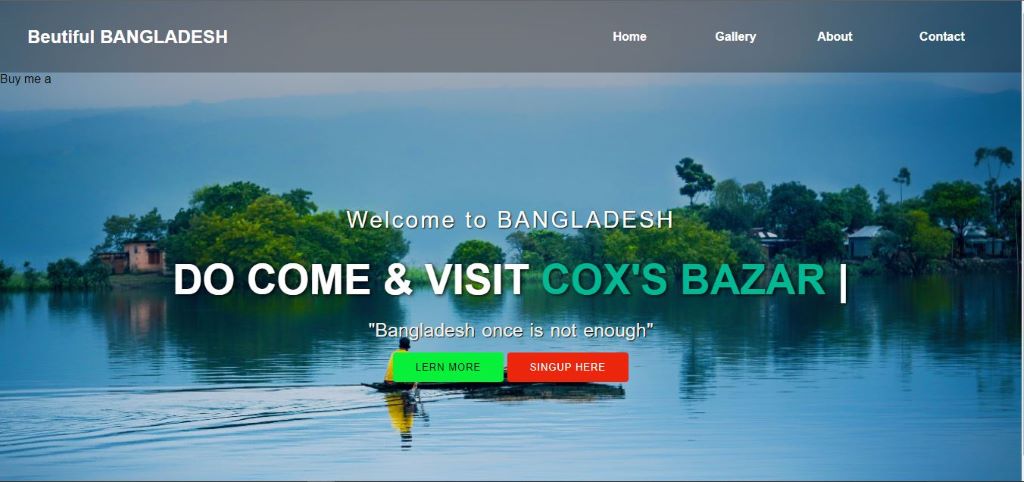 Beutiful BANGLADESH Home Gallery About Contact
Buy me a
Welcome to BANGLADESH
DO COME & VISIT COX'S BAZAR |
"Bangladesh once is not enough"
LERN MORE SINGUP HERE